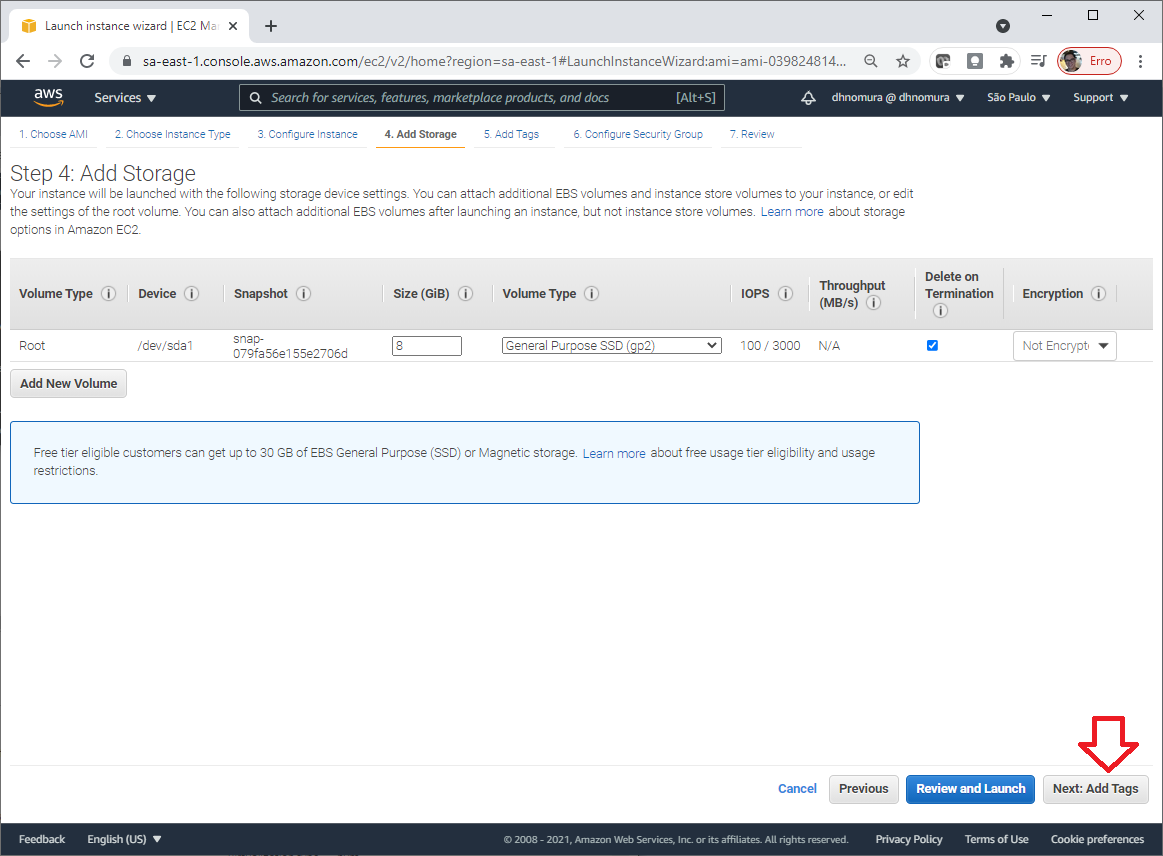 Launch instance wizard | EC2 Ma
sa-east-1.console.aws.amazon.com/ec2/v2/home?region=sa-east-1#LaunchInstanceWizard:ami=ami-039824814... Erro
aws Services Search for services, features, marketplace products, and docs [Alt+S] dhnomura @ dhnomura São Paulo Support
1. Choose AMI 2. Choose Instance Type 3. Configure Instance 4. Add Storage 5. Add Tags 6. Configure Security Group 7. Review
Step 4: Add Storage
Your instance will be launched with the following storage device settings. You can attach additional EBS volumes and instance store volumes to your instance, or edit
the settings of the root volume. You can also attach additional EBS volumes after launching an instance, but not instance store volumes. Learn more about storage
options in Amazon EC2.
Volume Type Device Snapshot Size (GiB) Volume Type IOPS Throughput (MB/s) Delete on Termination Encryption
Root /dev/sda1 snap-079fa56e155e2706d 8 General Purpose SSD (gp2) 100 / 3000 N/A Not Encrypt
Add New Volume
Free tier eligible customers can get up to 30 GB of EBS General Purpose (SSD) or Magnetic storage. Learn more about free usage tier eligibility and usage
restrictions.
Cancel Previous Review and Launch Next: Add Tags
Feedback English (US) © 2008 - 2021, Amazon Web Services, Inc. or its affiliates. All rights reserved. Privacy Policy Terms of Use Cookie preferences